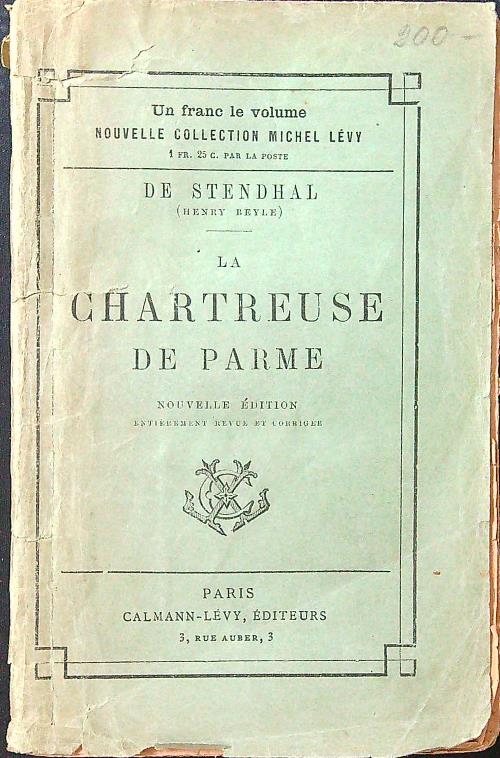 200-
Un franc le volume
NOUVELLE COLLECTION MICHEL LÉVY
1 FR. 25 C. PAR LA POSTE
DE STENDHAL
(HENRY BEYLE)
LA
CHARTREUSE
DE PARME
NOUVELLE ÉDITION
ENTIÈREMENT REVUE ET CORRIGÉE
PARIS
CALMANN-LÉVY, ÉDITEURS
3, RUE AUBER, 3